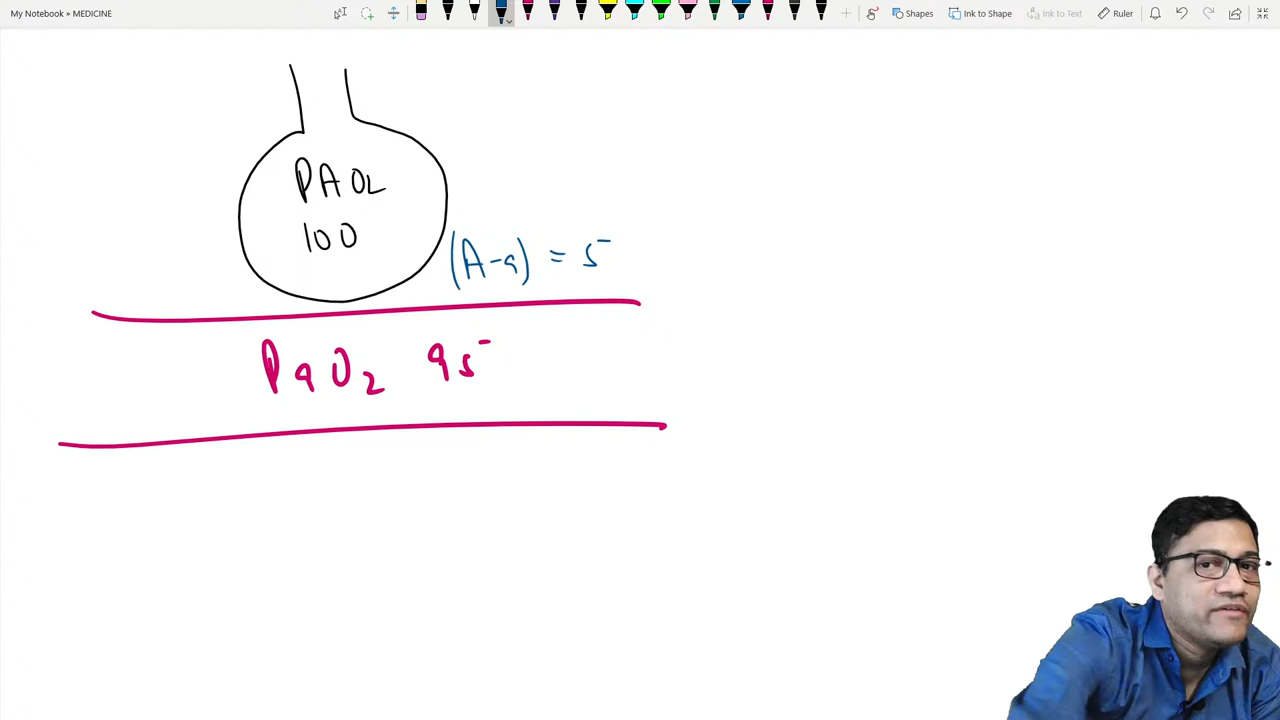 My Notebook » MEDICINE
Shapes
Ink to Shape
Ink to Text
Ruler
PAO2
100
(A-a) = 5
PaO2 95